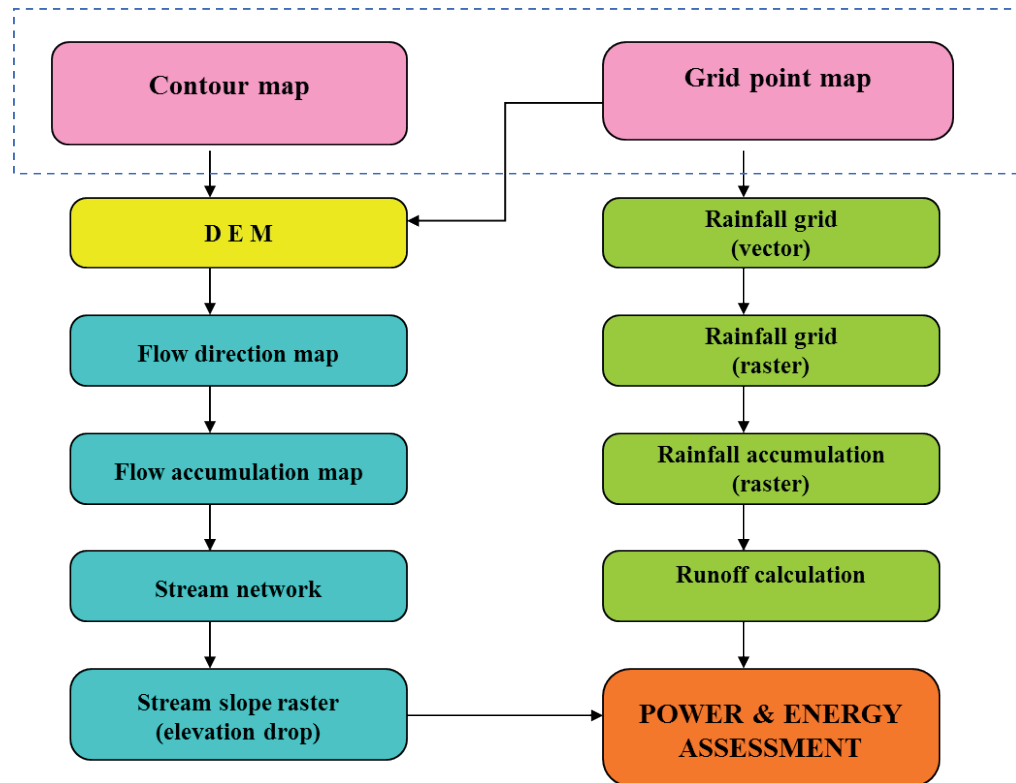 Contour map
Grid point map
D E M
Rainfall grid
(vector)
Flow direction map
Rainfall grid
(raster)
Flow accumulation map
Rainfall accumulation
(raster)
Stream network
Runoff calculation
Stream slope raster
(elevation drop)
POWER & ENERGY
ASSESSMENT